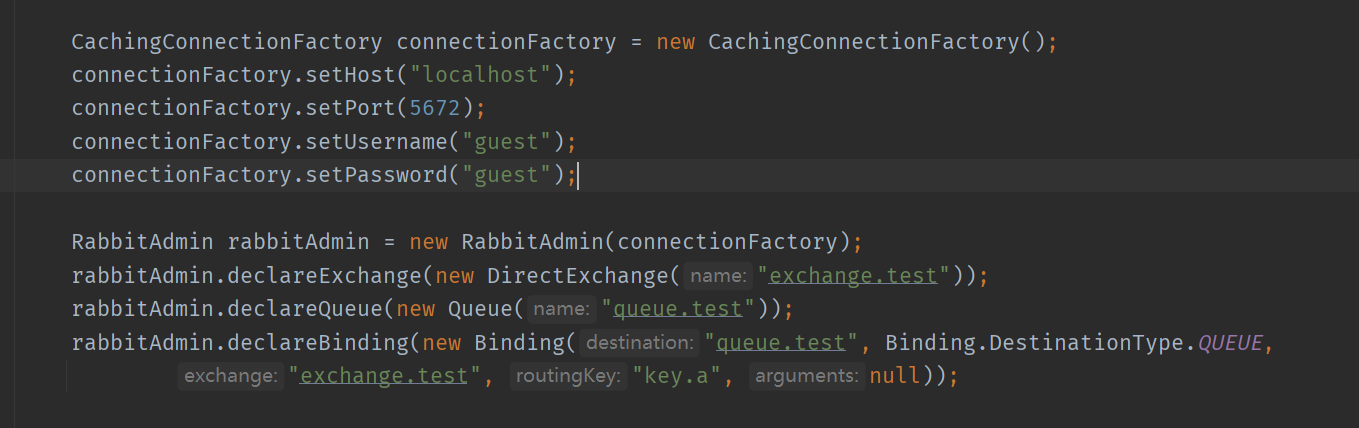 CachingConnectionFactory connectionFactory = new CachingConnectionFactory();
connectionFactory.setHost("localhost");
connectionFactory.setPort(5672);
connectionFactory.setUsername("guest");
connectionFactory.setPassword("guest");
RabbitAdmin rabbitAdmin = new RabbitAdmin(connectionFactory);
rabbitAdmin.declareExchange(new DirectExchange( name: "exchange.test"));
rabbitAdmin.declareQueue(new Queue( name: "queue.test"));
rabbitAdmin.declareBinding(new Binding( destination: "queue.test", Binding.DestinationType.QUEUE,
exchange: "exchange.test", routingKey: "key.a", arguments: null));